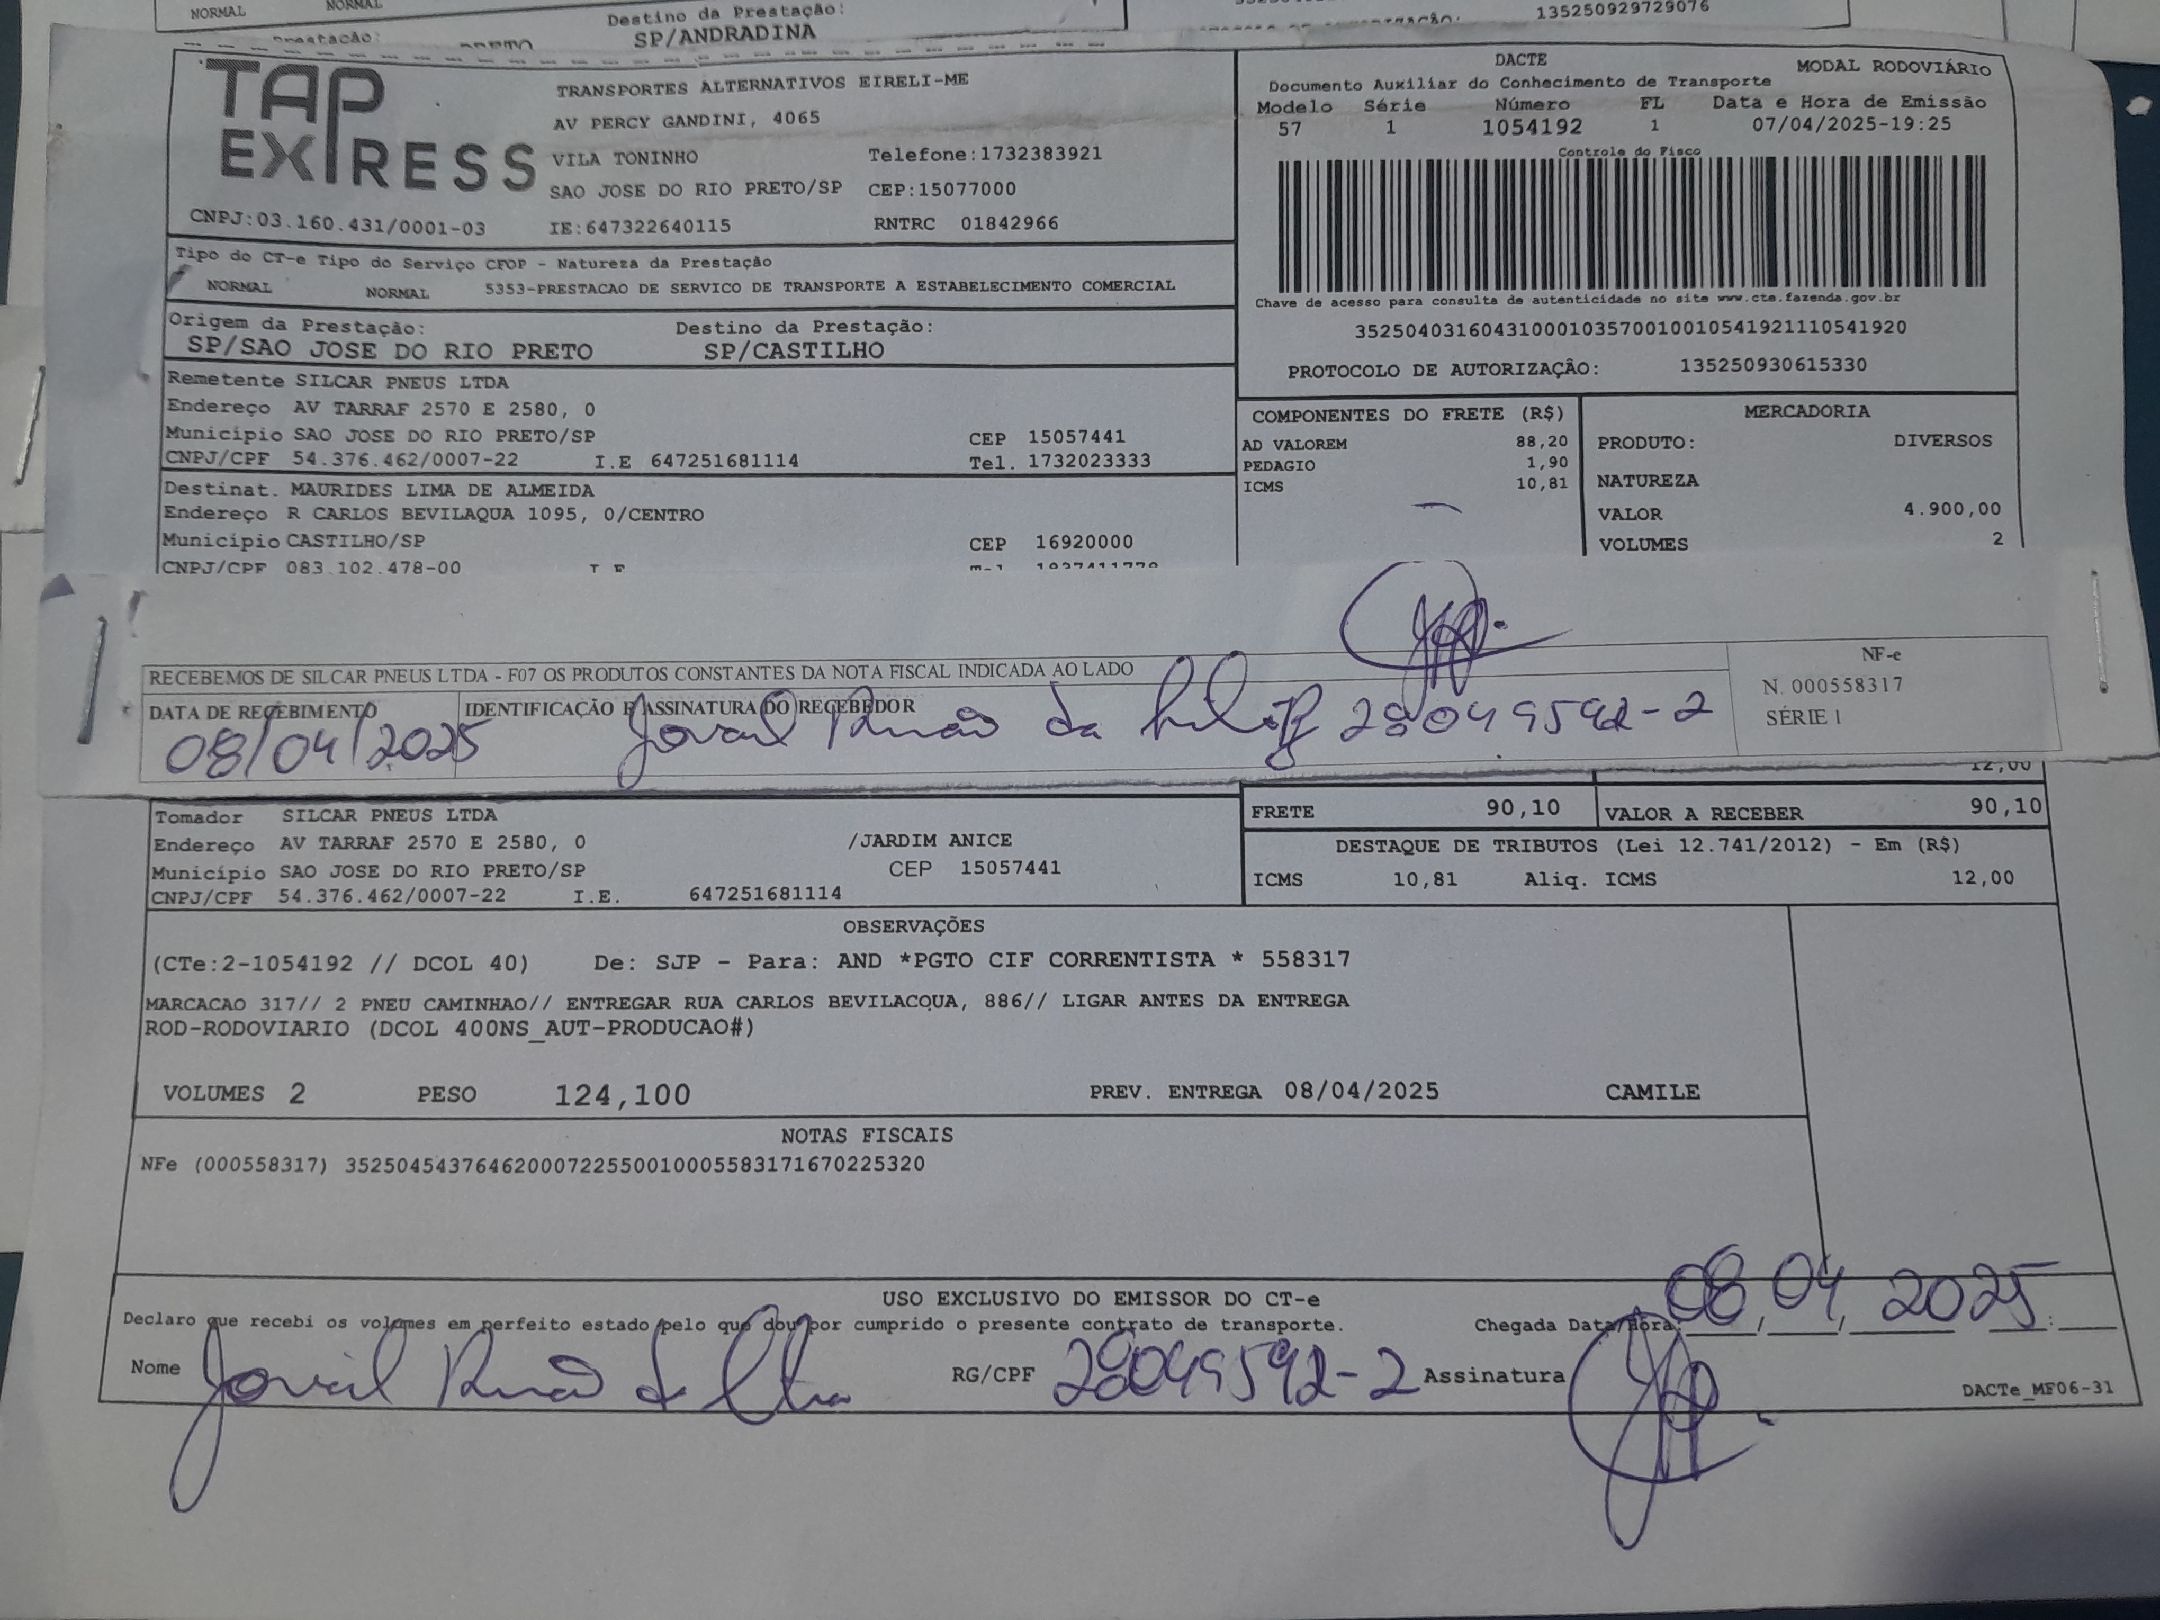 NORMAL
NORMAL
Destino da Prestação:
SP/ANDRADINA
135250929729076
TAP
EXPRESS
TRANSPORTES ALTERNATIVOS EIRELI-ME
AV PERCY GANDINI, 4065
VILA TONINHO Telefone:1732383921
SAO JOSE DO RIO PRETO/SP CEP:15077000
CNPJ:03.160.431/0001-03 IE:647322640115 RNTRC 01842966
DACTE
MODAL RODOVIÁRIO
Documento Auxiliar do Conhecimento de Transporte
Modelo Série Número FL Data e Hora de Emissão
57 1 1054192 1 07/04/2025-19:25
Controle do Fisco
Chave de acesso para consulta de autenticidade no site www.cte.fazenda.gov.br
35250403160431000103570010010541921110541920
PROTOCOLO DE AUTORIZAÇÂO: 135250930615330
Tipo do CT-e Tipo do Serviço CFOP - Natureza da Prestação
NORMAL NORMAL 5353-PRESTACAO DE SERVICO DE TRANSPORTE A ESTABELECIMENTO COMERCIAL
Origem da Prestação: Destino da Prestação:
SP/SAO JOSE DO RIO PRETO SP/CASTILHO
Remetente SILCAR PNEUS LTDA
Endereço AV TARRAF 2570 E 2580, 0
Município SAO JOSE DO RIO PRETO/SP CEP 15057441
CNPJ/CPF 54.376.462/0007-22 I.E 647251681114 Tel. 1732023333
Destinat. MAURIDES LIMA DE ALMEIDA
Endereço R CARLOS BEVILAQUA 1095, 0/CENTRO
Município CASTILHO/SP CEP 16920000
CNPJ/CPF 083.102.478-00
COMPONENTES DO FRETE (R$)
AD VALOREM 88,20
PEDAGIO 1,90
ICMS 10,81
MERCADORIA
PRODUTO: DIVERSOS
NATUREZA
VALOR 4.900,00
VOLUMES 2
RECEBEMOS DE SILCAR PNEUS LTDA - F07 OS PRODUTOS CONSTANTES DA NOTA FISCAL INDICADA AO LADO
DATA DE RECEBIMENTO IDENTIFICAÇÃO E ASSINATURA DO RECEBEDOR
08/04/2025 da 28049592-2
NF-e
N. 000558317
SÉRIE 1
12,00
Tomador SILCAR PNEUS LTDA
Endereço AV TARRAF 2570 E 2580, 0 /JARDIM ANICE
Município SAO JOSE DO RIO PRETO/SP CEP 15057441
CNPJ/CPF 54.376.462/0007-22 I.E. 647251681114
FRETE 90,10 VALOR A RECEBER 90,10
DESTAQUE DE TRIBUTOS (Lei 12.741/2012) - Em (R$)
ICMS 10,81 Aliq. ICMS 12,00
OBSERVAÇÕES
(CTe:2-1054192 // DCOL 40) De: SJP - Para: AND *PGTO CIF CORRENTISTA * 558317
MARCACAO 317// 2 PNEU CAMINHAO// ENTREGAR RUA CARLOS BEVILACQUA, 886// LIGAR ANTES DA ENTREGA
ROD-RODOVIARIO (DCOL 400NS_AUT-PRODUCAO#)
VOLUMES 2 PESO 124,100 PREV. ENTREGA 08/04/2025 CAMILE
NOTAS FISCAIS
NFe (000558317) 35250454376462000722550010005583171670225320
USO EXCLUSIVO DO EMISSOR DO CT-e
Declaro que recebi os volumes em perfeito estado pelo que dou por cumprido o presente contrato de transporte. Chegada Data/Hora: 08/04/2025
Nome RG/CPF 28049592-2 Assinatura
DACTe_MF06-31